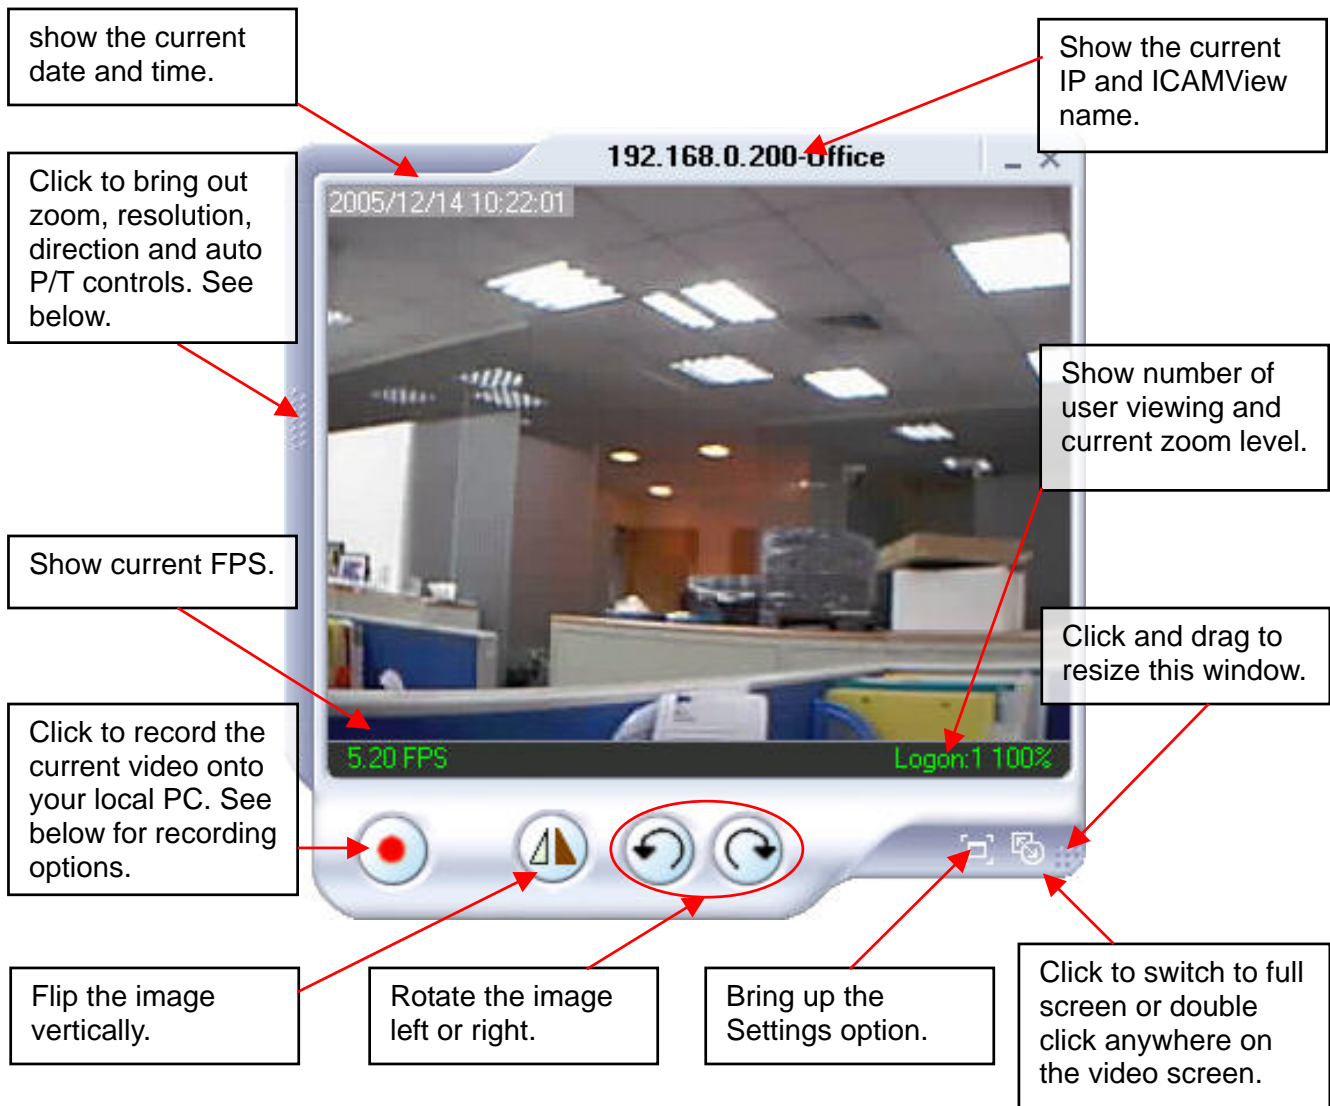 show the current
date and time.
Show the current
IP and ICAMView
name.
192.168.0.200-Office
Click to bring out
zoom, resolution,
direction and auto
P/T controls. See
below.
2005/12/14 10:22:01
Show number of
user viewing and
current zoom level.
Show current FPS.
Click and drag to
resize this window.
Click to record the
current video onto
your local PC. See
below for recording
options.
5.20 FPS
Logon:1 100%
Flip the image
vertically.
Rotate the image
left or right.
Bring up the
Settings option.
Click to switch to full
screen or double
click anywhere on
the video screen.